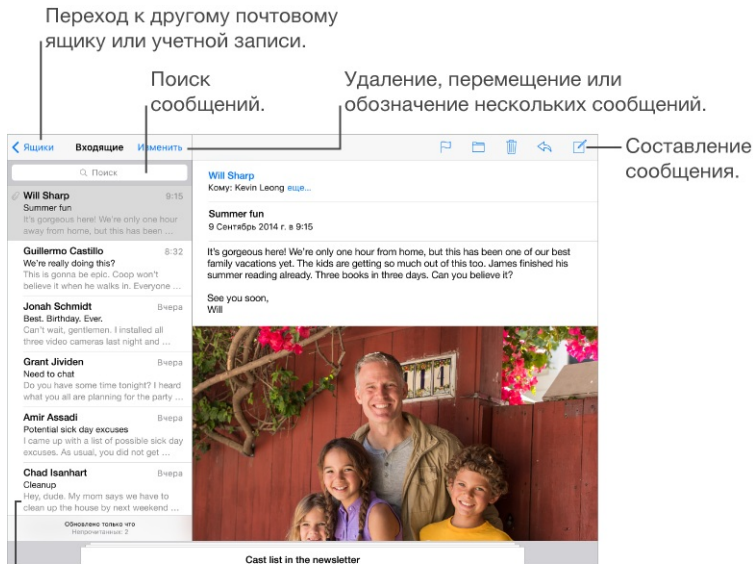 Переход к другому почтовому
ящику или учетной записи.
Поиск
сообщений.
Удаление, перемещение или
обозначение нескольких сообщений.
Составление
сообщения.
Ящики Входящие Изменить
Поиск
Will Sharp 9:15
Summer fun
It's gorgeous here! We're only one hour
away from home, but this has been ...
Guillermo Castillo 8:32
We're really doing this?
This is gonna be epic. Coop won't
believe it when he walks in. Everyone ...
Jonah Schmidt Вчера
Best. Birthday. Ever.
Can't wait, gentlemen. I installed all
three video cameras last night and ...
Grant Jividen Вчера
Need to chat
Do you have some time tonight? I heard
what you all are planning for the party ...
Amir Assadi Вчера
Potential sick day excuses
I came up with a list of possible sick day
excuses. As usual, you did not get ...
Chad Isanhart Вчера
Cleanup
Hey, dude. My mom says we have to
clean up the house by next weekend ...
Обновлено только что
Непрочитанные: 2
Will Sharp
Кому: Kevin Leong еще...
Summer fun
9 Сентябрь 2014 г. в 9:15
It's gorgeous here! We're only one hour from home, but this has been one of our best
family vacations yet. The kids are getting so much out of this too. James finished his
summer reading already. Three books in three days. Can you believe it?
See you soon,
Will
Cast list in the newsletter